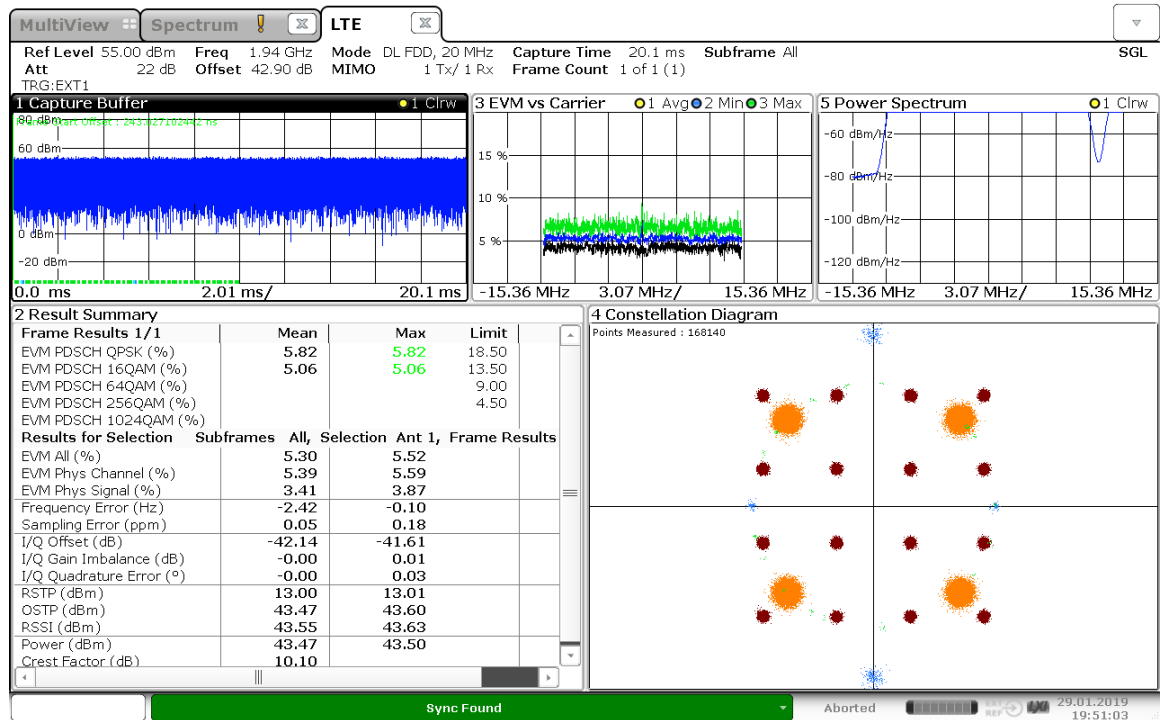 MultiView Spectrum LTE
Ref Level 55.00 dBm Freq 1.94 GHz Mode DL FDD, 20 MHz Capture Time 20.1 ms Subframe All SGL
Att 22 dB Offset 42.90 dB MIMO 1 Tx/ 1 Rx Frame Count 1 of 1 (1)
TRG:EXT1
1 Capture Buffer 1 Clrw
80 dBm
Frame Start Offset : 243.027102442 ns
60 dBm
0 dBm
-20 dBm
0.0 ms 2.01 ms/ 20.1 ms
3 EVM vs Carrier 1 Avg 2 Min 3 Max
15 %
10 %
5 %
-15.36 MHz 3.07 MHz/ 15.36 MHz
5 Power Spectrum 1 Clrw
-60 dBm/Hz
-80 dBm/Hz
-100 dBm/Hz
-120 dBm/Hz
-15.36 MHz 3.07 MHz/ 15.36 MHz
2 Result Summary
Frame Results 1/1 Mean Max Limit
EVM PDSCH QPSK (%) 5.82 5.82 18.50
EVM PDSCH 16QAM (%) 5.06 5.06 13.50
EVM PDSCH 64QAM (%) 9.00
EVM PDSCH 256QAM (%) 4.50
EVM PDSCH 1024QAM (%)
Results for Selection Subframes All, Selection Ant 1, Frame Results
EVM All (%) 5.30 5.52
EVM Phys Channel (%) 5.39 5.59
EVM Phys Signal (%) 3.41 3.87
Frequency Error (Hz) -2.42 -0.10
Sampling Error (ppm) 0.05 0.18
I/Q Offset (dB) -42.14 -41.61
I/Q Gain Imbalance (dB) -0.00 0.01
I/Q Quadrature Error (°) -0.00 0.03
RSTP (dBm) 13.00 13.01
OSTP (dBm) 43.47 43.60
RSSI (dBm) 43.55 43.63
Power (dBm) 43.47 43.50
Crest Factor (dB) 10.10
4 Constellation Diagram
Points Measured : 168140
Sync Found
Aborted
EXT
REF
LXI
29.01.2019
19:51:03